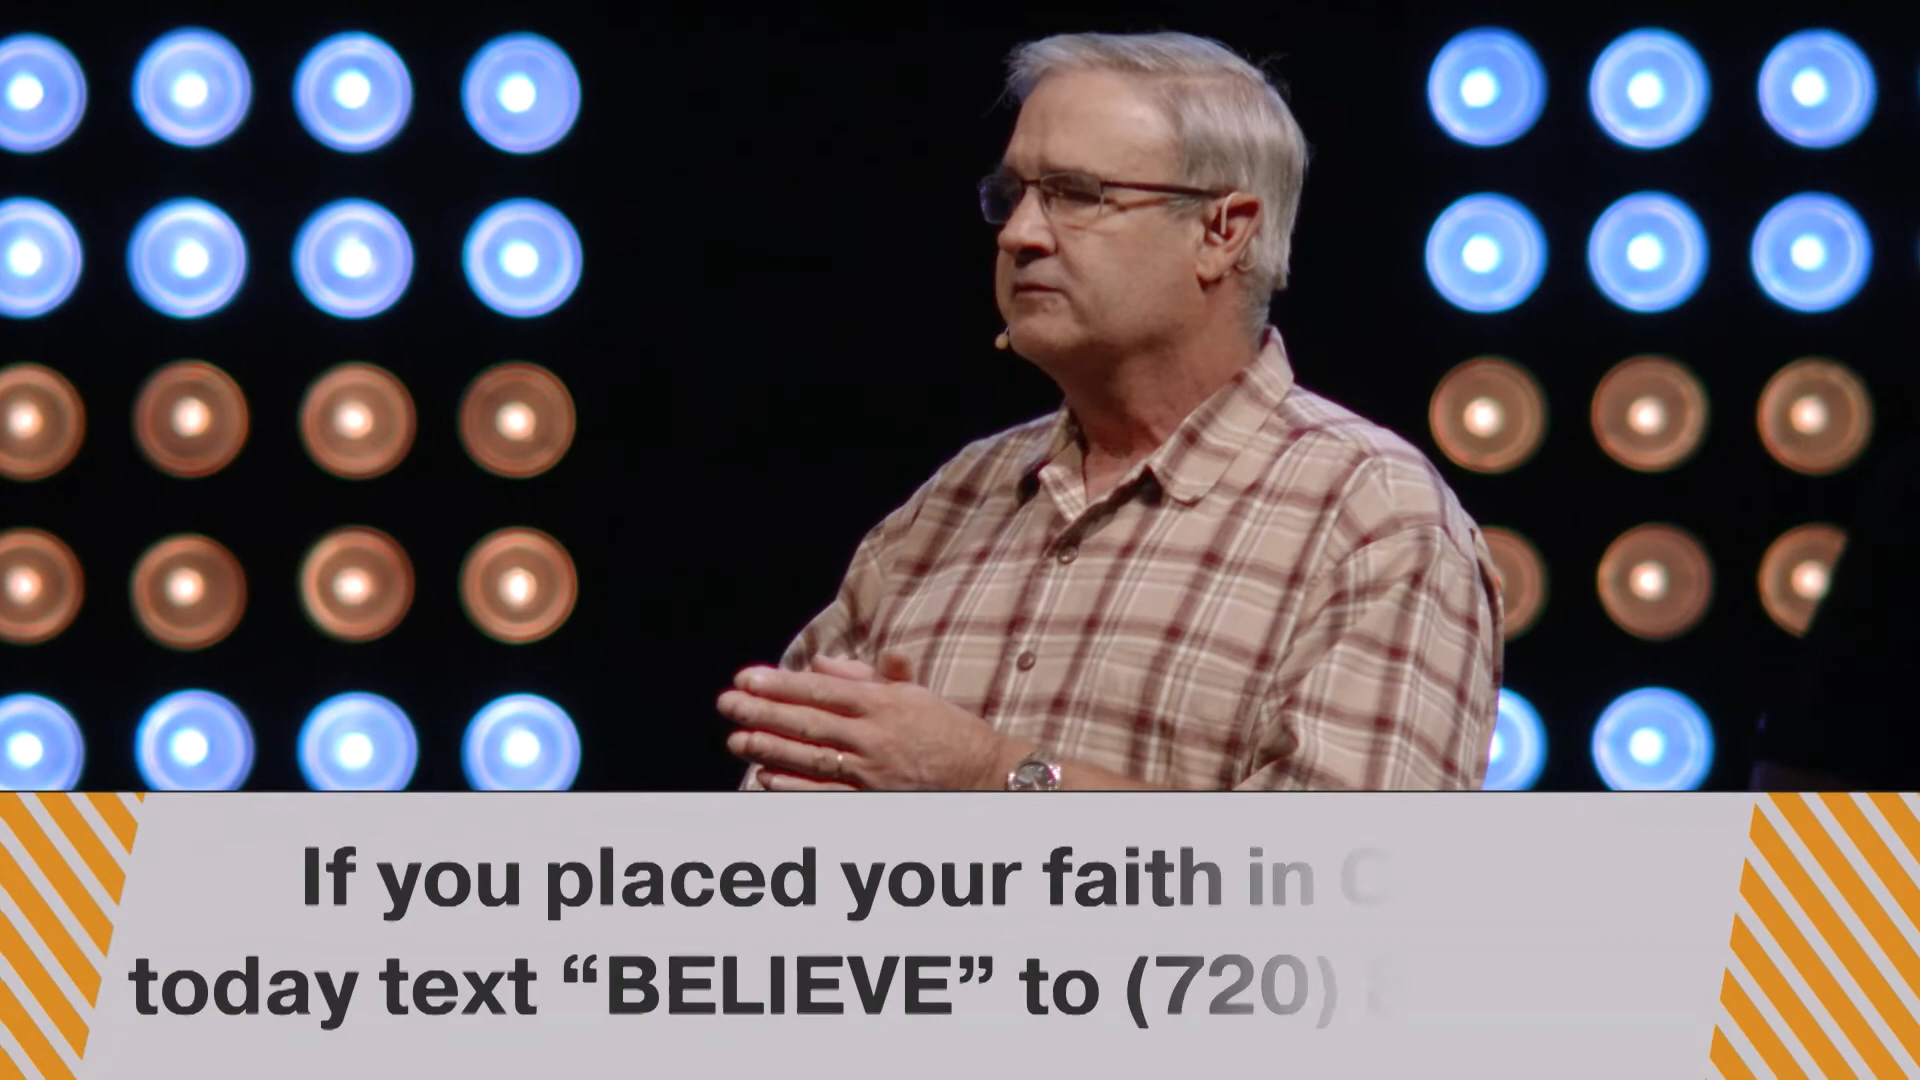 If you placed your faith in
today text “BELIEVE” to (720)